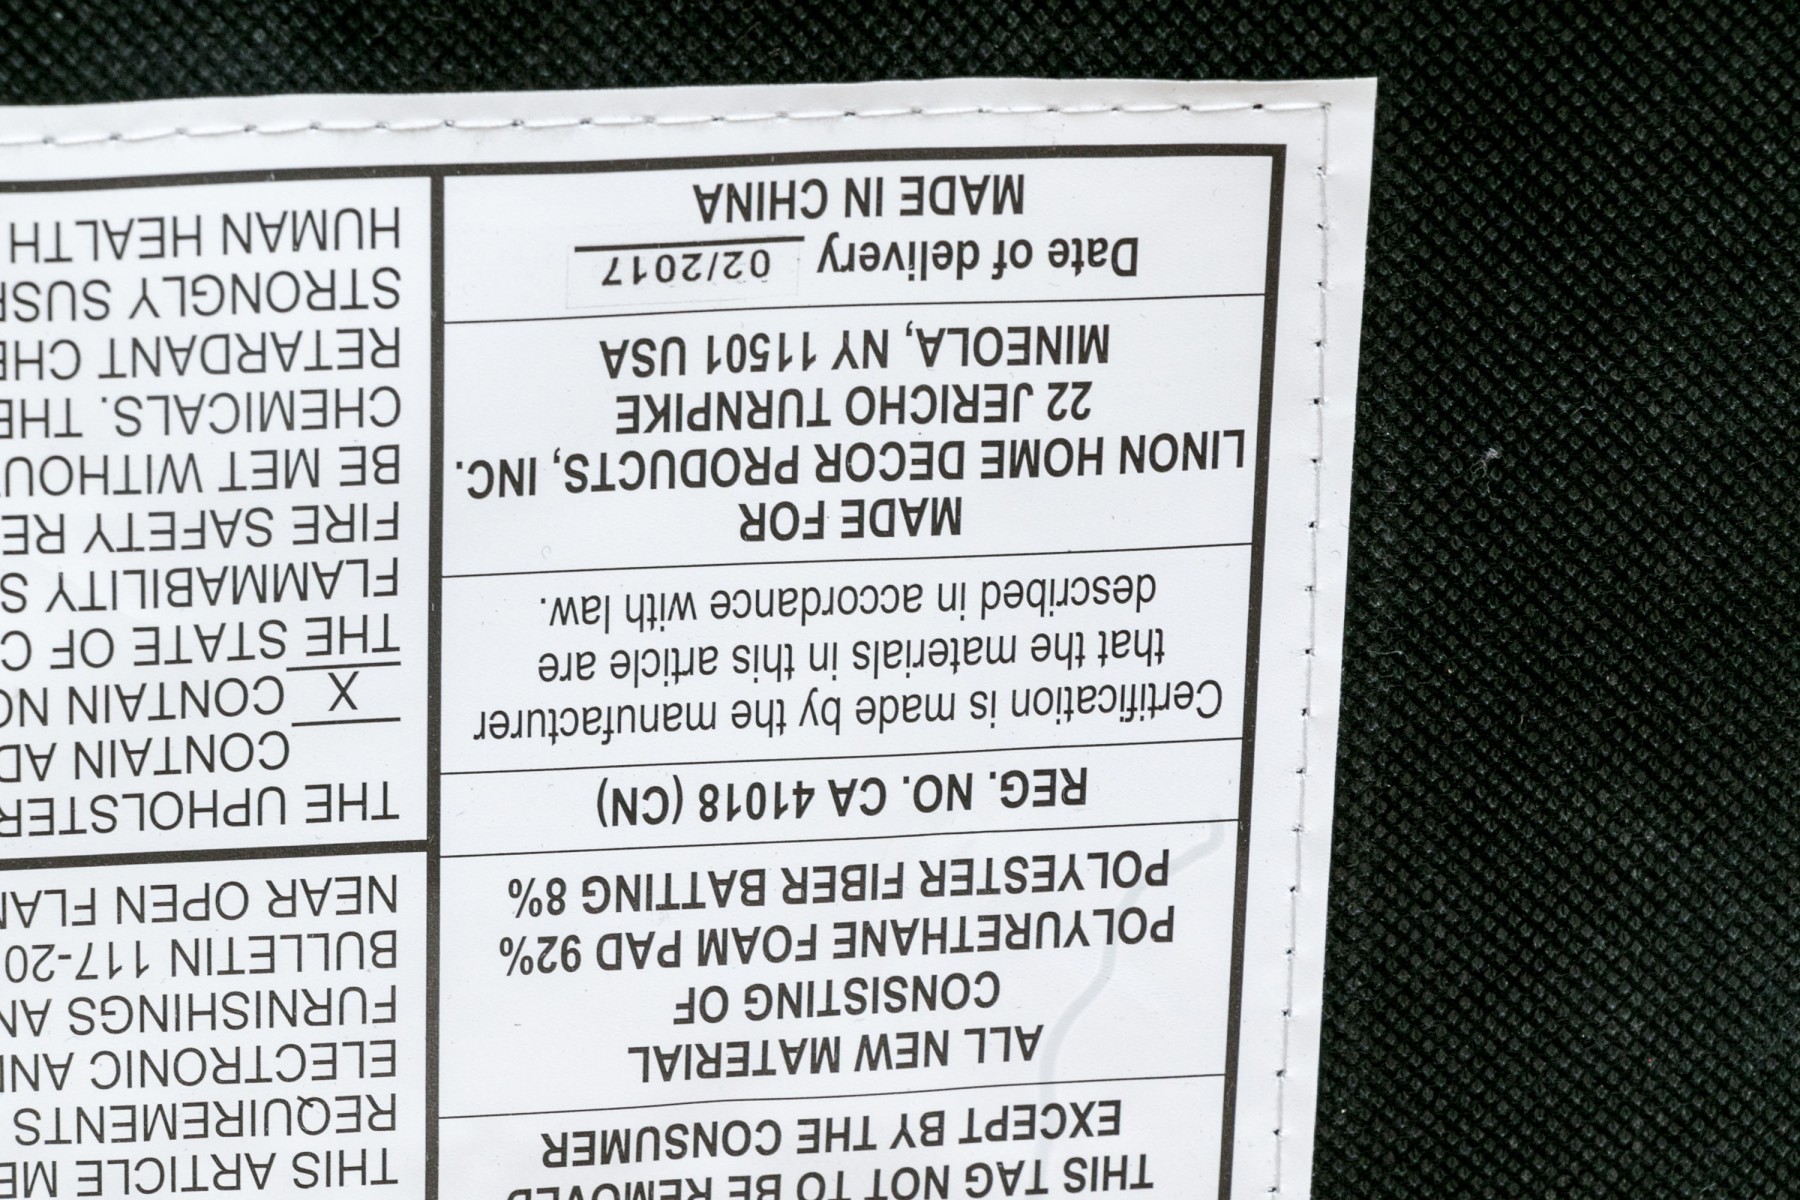 THIS TAG NOT TO BE REMOVED
EXCEPT BY THE CONSUMER
ALL NEW MATERIAL
CONSISTING OF
POLYURETHANE FOAM PAD 92%
POLYESTER FIBER BATTING 8%
REG. NO. CA 41018 (CN)
Certification is made by the manufacturer
that the materials in this article are
described in accordance with law.
MADE FOR
LINON HOME DECOR PRODUCTS, INC.
22 JERICHO TURNPIKE
MINEOLA, NY 11501 USA
Date of delivery 02/2017
MADE IN CHINA
THIS ARTICLE ME
REQUIREMENTS
ELECTRONIC AN
FURNISHINGS AN
BULLETIN 117-20
NEAR OPEN FLA
THE UPHOLSTER
CONTAIN AD
X CONTAIN NO
THE STATE OF C
FLAMMABILITY S
FIRE SAFETY RE
BE MET WITHOU
CHEMICALS. THE
RETARDANT CHE
STRONGLY SUS
HUMAN HEALTH